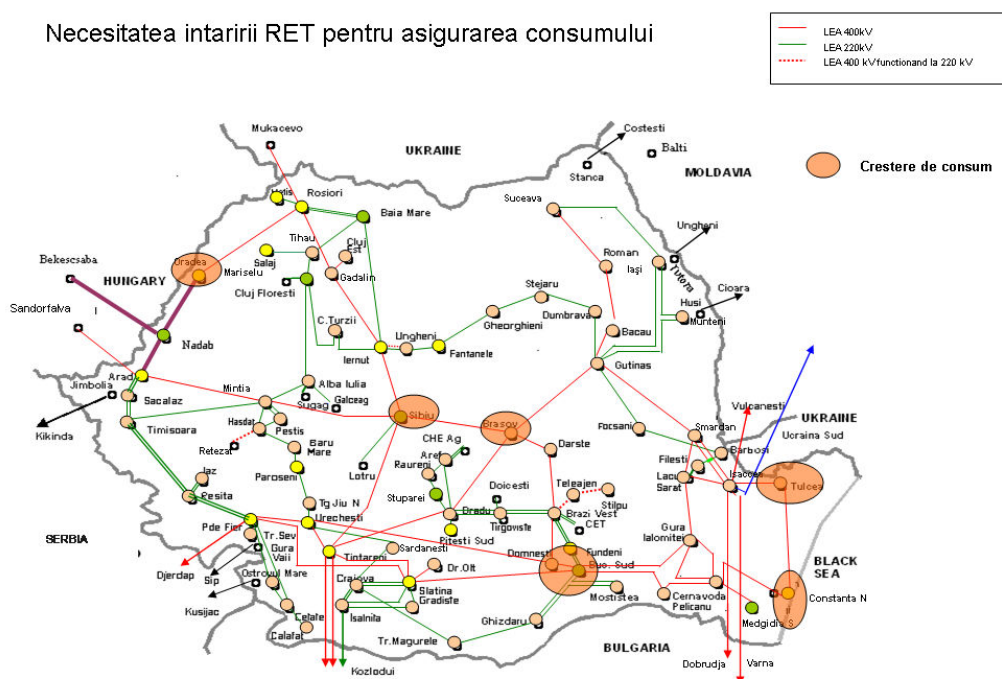 Necesitatea intaririi RET pentru asigurarea consumului
LEA 400kV
LEA 220kV
LEA 400 kV functionand la 220 kV
Crestere de consum
Mukacevo
UKRAINE
Costesti
Balti
Stanca
MOLDAVIA
Rosiori
Baia Mare
Suceava
Ungheni
Tihau
Cluj
Est
Roman
Bekescsaba
HUNGARY
Oradea
Mariselu
Salaj
Gadalin
Iaşi
Tutora
Cluj Floresti
Stejaru
Cioara
Sandorfalva
Husi
Munteni
Dumbrava
Gheorghieni
C.Turzii
Ungheni
Bacau
Nadab
Iernut
Fantanele
Gutinas
Arad
Jimbolia
Mintia
Alba Iulia
Sugag
Galceag
Sacalaz
Sibiu
Brasov
Vulcanesti
UKRAINE
Kikinda
Timisoara
Hasdat
Pestis
Focsani
Smardan
Ucraina Sud
Retezat
Baru
Mare
CHE Ag
Aref
Darste
Barbosi
Filesti
Raureni
Lacu
Sarat
Isaccea
Tulcea
Iaz
Paroseni
Lotru
Doicesti
Teleajen
Stilpu
Resita
Tg Jiu N
Stuparei
Bradu
Tirgoviste
Brazi Vest
CET
Urechesti
Pitesti Sud
Gura
Ialomitei
Pde Fier
Tr.Sev
SERBIA
Gura
Vaii
Tintareni
Sardanesti
Domnesti
Fundeni
BLACK
SEA
Djerdap
Sip
Dr.Olt
Buc. Sud
Ostrovul Mare
Craiova
Slatina
Constanta N
Kusijac
Gradiste
Mostistea
Cernavoda
Pelicanu
Cetate
Isalnita
Medgidia S
Calafat
Ghizdaru
Tr.Magurele
BULGARIA
Kozlodui
Dobrudja
Varna